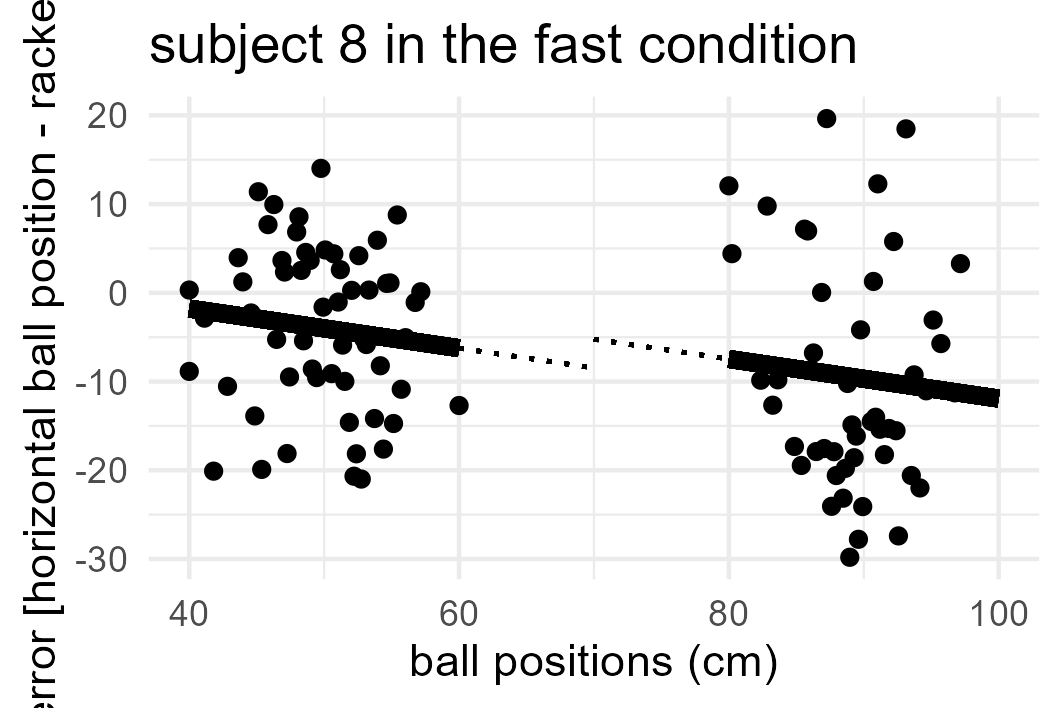 subject 8 in the fast condition
error [horizontal ball position - racke
20
10
0
-10
-20
-30
40 60 80 100
ball positions (cm)